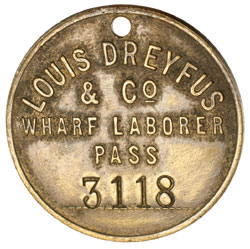 LOUIS DREYFUS
& Co
WHARF LABORER
PASS
3118